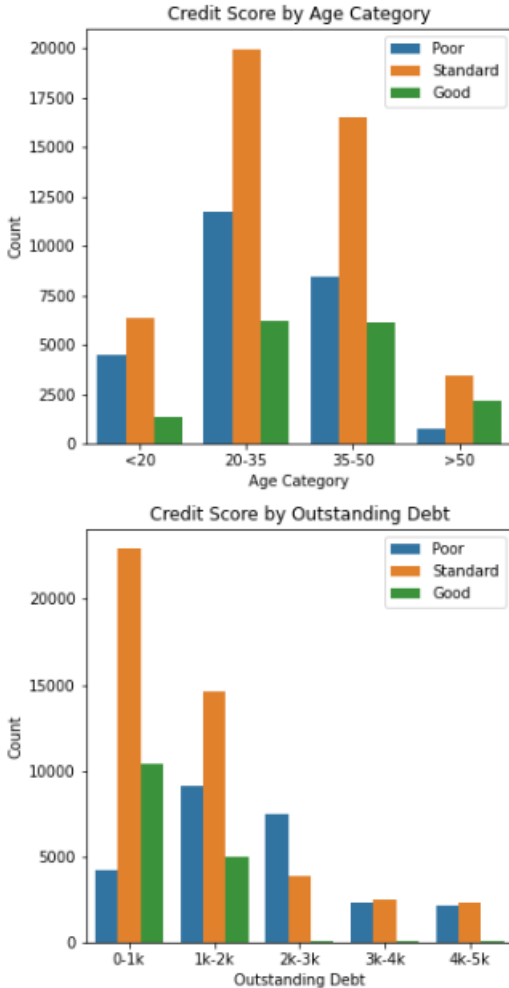 Credit Score by Age Category
Poor
Standard
Good
20000
17500
15000
12500
10000
7500
5000
2500
0
Count
<20 20-35 35-50 >50
Age Category
Credit Score by Outstanding Debt
Poor
Standard
Good
20000
15000
10000
5000
0
Count
0-1k 1k-2k 2k-3k 3k-4k 4k-5k
Outstanding Debt